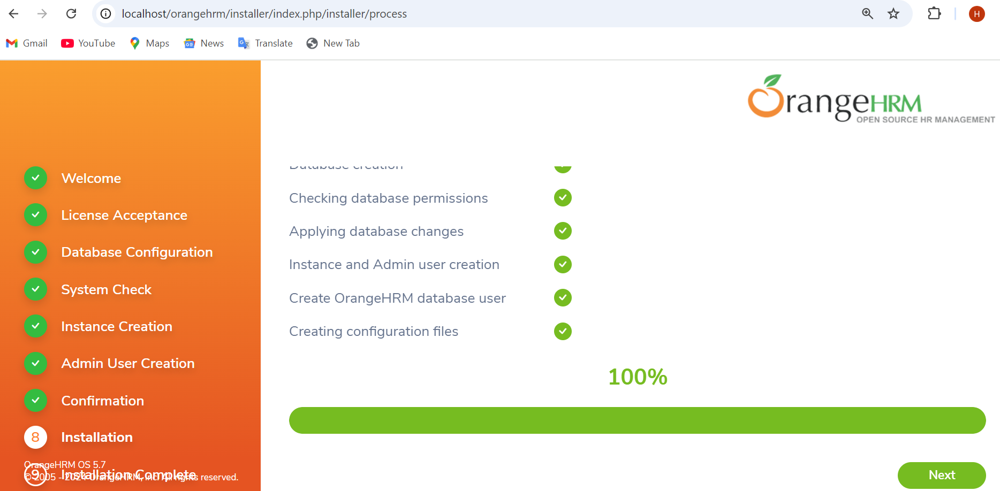 localhost/orangehrm/installer/index.php/installer/process
H
Gmail
YouTube
Maps
News
Translate
New Tab
OrangeHRM
OPEN SOURCE HR MANAGEMENT
Welcome
License Acceptance
Database Configuration
System Check
Instance Creation
Admin User Creation
Confirmation
8 Installation
OrangeHRM OS 5.7
9 Installation Complete
© 2005 - 2024 OrangeHRM, Inc. All rights reserved.
Database creation
Checking database permissions
Applying database changes
Instance and Admin user creation
Create OrangeHRM database user
Creating configuration files
100%
Next